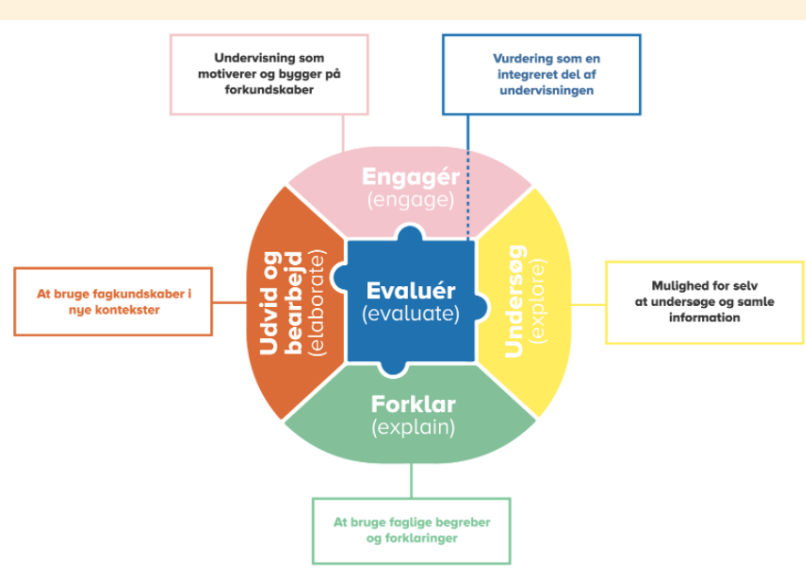 Undervisning som
motiverer og bygger på
forkundskaber
Vurdering som en
integreret del af
undervisningen
Engagér
(engage)
Udvid og
bearbejd
(elaborate)
Evaluér
(evaluate)
Undersøg
(explore)
At bruge fagkundskaber i
nye kontekster
Mulighed for selv
at undersøge og samle
information
Forklar
(explain)
At bruge faglige begreber
og forklaringer